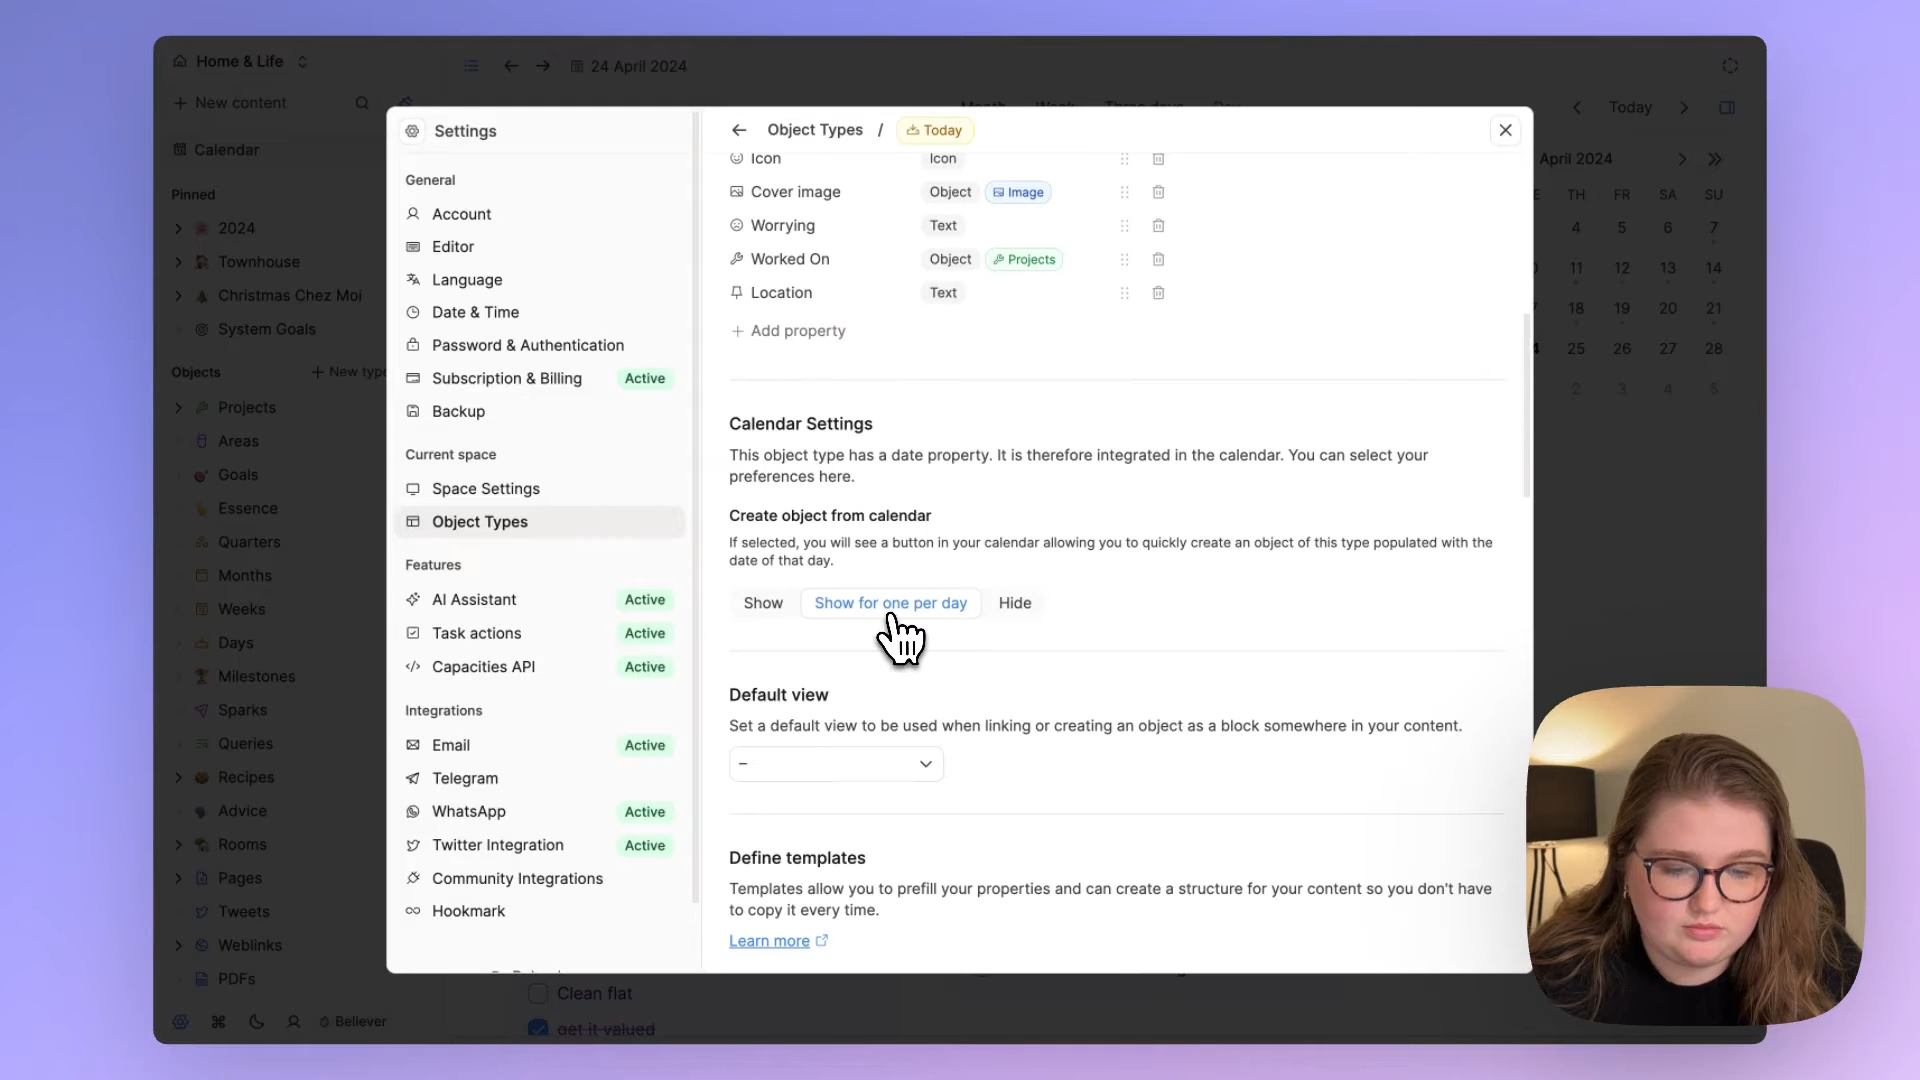 Home & Life
24 April 2024
New content
Calendar
Today
April 2024
TH FR SA SU
4 5 6 7
11 12 13 14
18 19 20 21
25 26 27 28
2 3 4 5
Pinned
2024
Townhouse
Christmas Chez Moi
System Goals
Objects
+ New type
Projects
Areas
Goals
Essence
Quarters
Months
Weeks
Days
Milestones
Sparks
Queries
Recipes
Advice
Rooms
Pages
Tweets
Weblinks
PDFs
Believer
Settings
General
Account
Editor
Language
Date & Time
Password & Authentication
Subscription & Billing Active
Backup
Current space
Space Settings
Object Types
Features
AI Assistant Active
Task actions Active
Capacities API Active
Integrations
Email Active
Telegram
WhatsApp Active
Twitter Integration Active
Community Integrations
Hookmark
Object Types / Today
Icon Icon
Cover image Object Image
Worrying Text
Worked On Object Projects
Location Text
+ Add property
Calendar Settings
This object type has a date property. It is therefore integrated in the calendar. You can select your
preferences here.
Create object from calendar
If selected, you will see a button in your calendar allowing you to quickly create an object of this type populated with the
date of that day.
Show Show for one per day Hide
Default view
Set a default view to be used when linking or creating an object as a block somewhere in your content.
–
Define templates
Templates allow you to prefill your properties and can create a structure for your content so you don't have
to copy it every time.
Learn more
Clean flat
get it valued